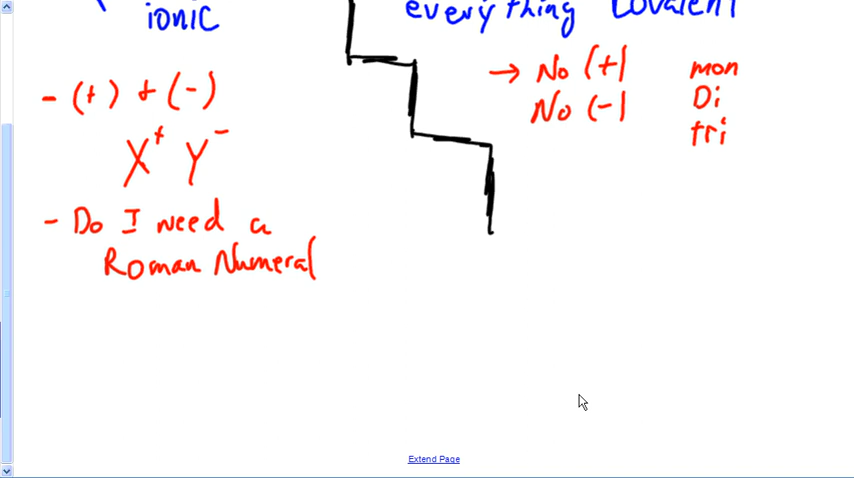 ionic
everything covalent
- (+) + (-)
X+ Y-
- Do I need a
Roman Numeral
→ No (+)
No (-)
mon
Di
tri
Extend Page